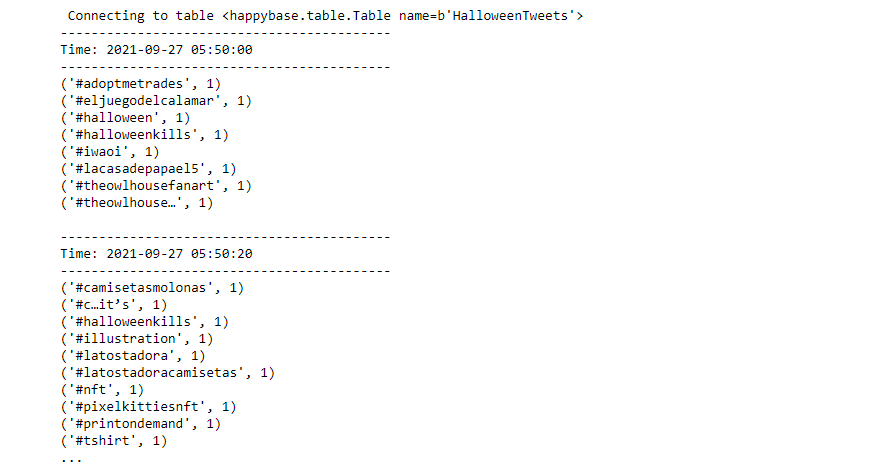 Connecting to table <happybase.table.Table name=b'HalloweenTweets'>
-------------------------------------------
Time: 2021-09-27 05:50:00
-------------------------------------------
('#adoptmetrades', 1)
('#eljuegodelcalamar', 1)
('#halloween', 1)
('#halloweenkills', 1)
('#iwaoi', 1)
('#lacasadepapael5', 1)
('#theowlhousefanart', 1)
('#theowlhouse…', 1)
-------------------------------------------
Time: 2021-09-27 05:50:20
-------------------------------------------
('#camisetasmolonas', 1)
('#c…it’s', 1)
('#halloweenkills', 1)
('#illustration', 1)
('#latostadora', 1)
('#latostadoracamisetas', 1)
('#nft', 1)
('#pixelkittiesnft', 1)
('#printondemand', 1)
('#tshirt', 1)
...